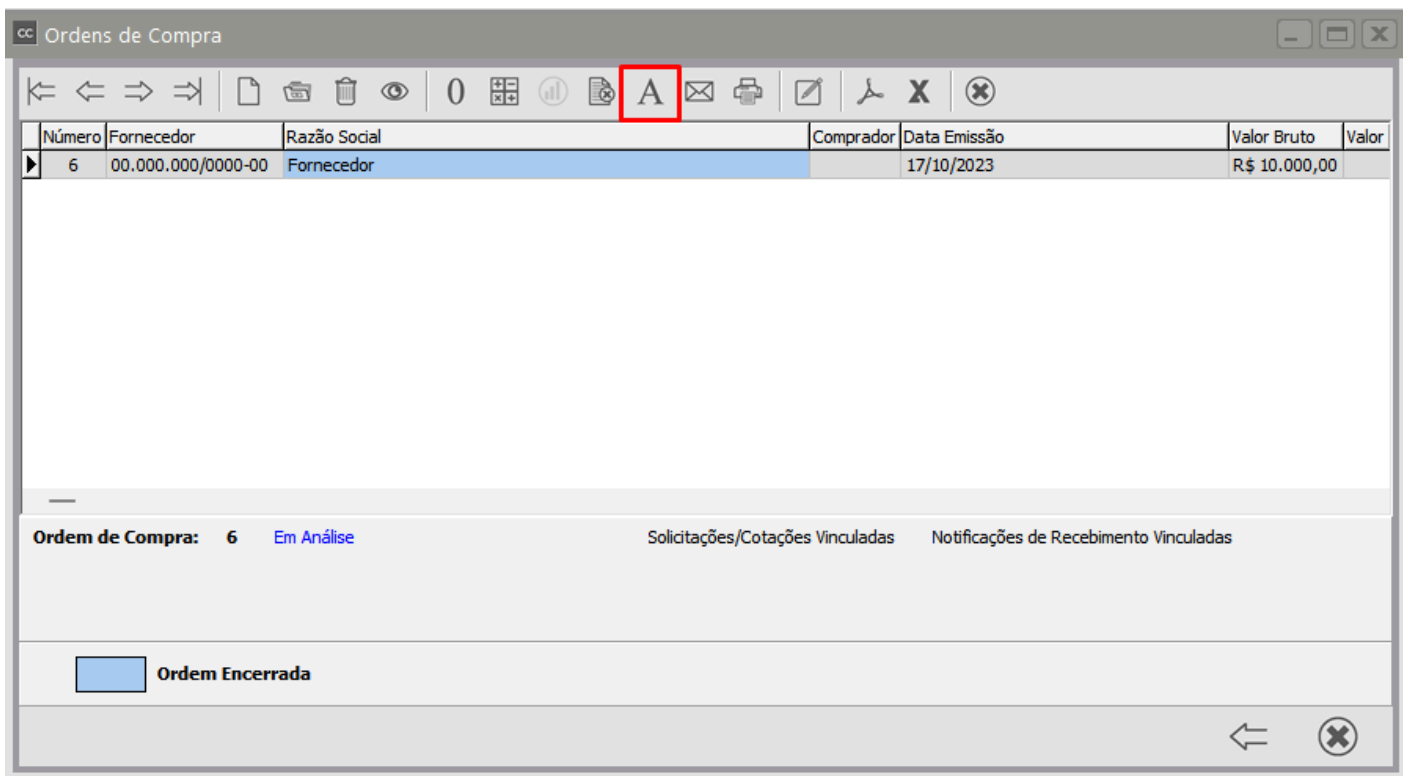 cc Ordens de Compra
0 A X
Número Fornecedor Razão Social Comprador Data Emissão Valor Bruto Valor
6 00.000.000/0000-00 Fornecedor 17/10/2023 R$ 10.000,00
Ordem de Compra: 6 Em Análise Solicitações/Cotações Vinculadas Notificações de Recebimento Vinculadas
Ordem Encerrada